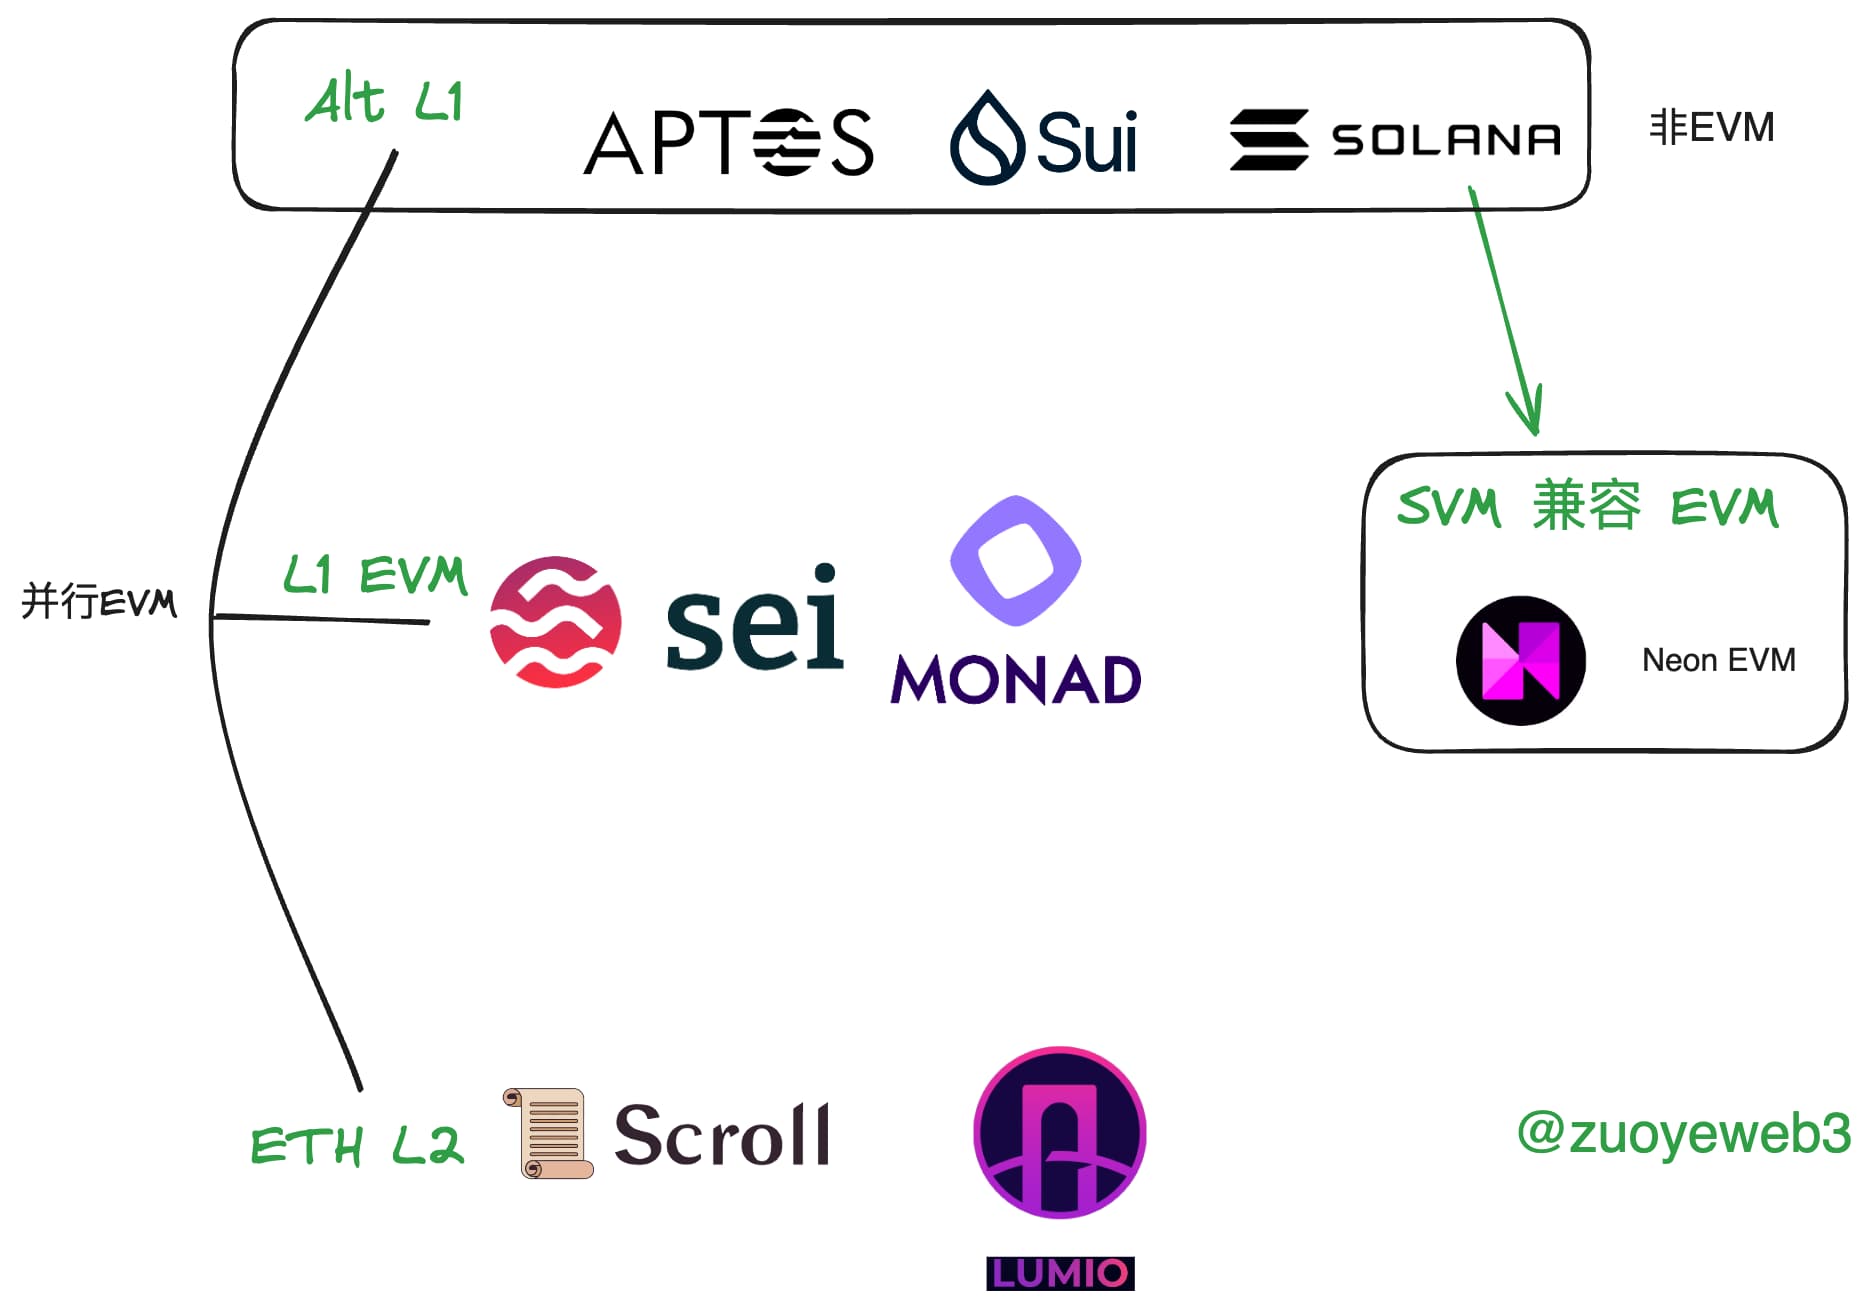 Alt L1
APTOS
Sui
SOLANA
非EVM
SVM 兼容 EVM
Neon EVM
并行EVM
L1 EVM
sei
MONAD
ETH L2
Scroll
LUMIO
@zuoyeweb3